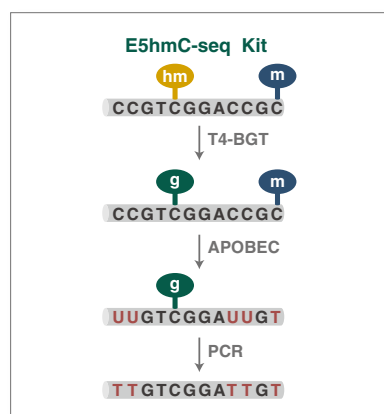 E5hmC-seq Kit
hm m
CCGTCGGACCGC
T4-BGT
g m
CCGTCGGACCGC
APOBEC
g
UUGTCGGAUUGT
PCR
TTGTCGGATTGT